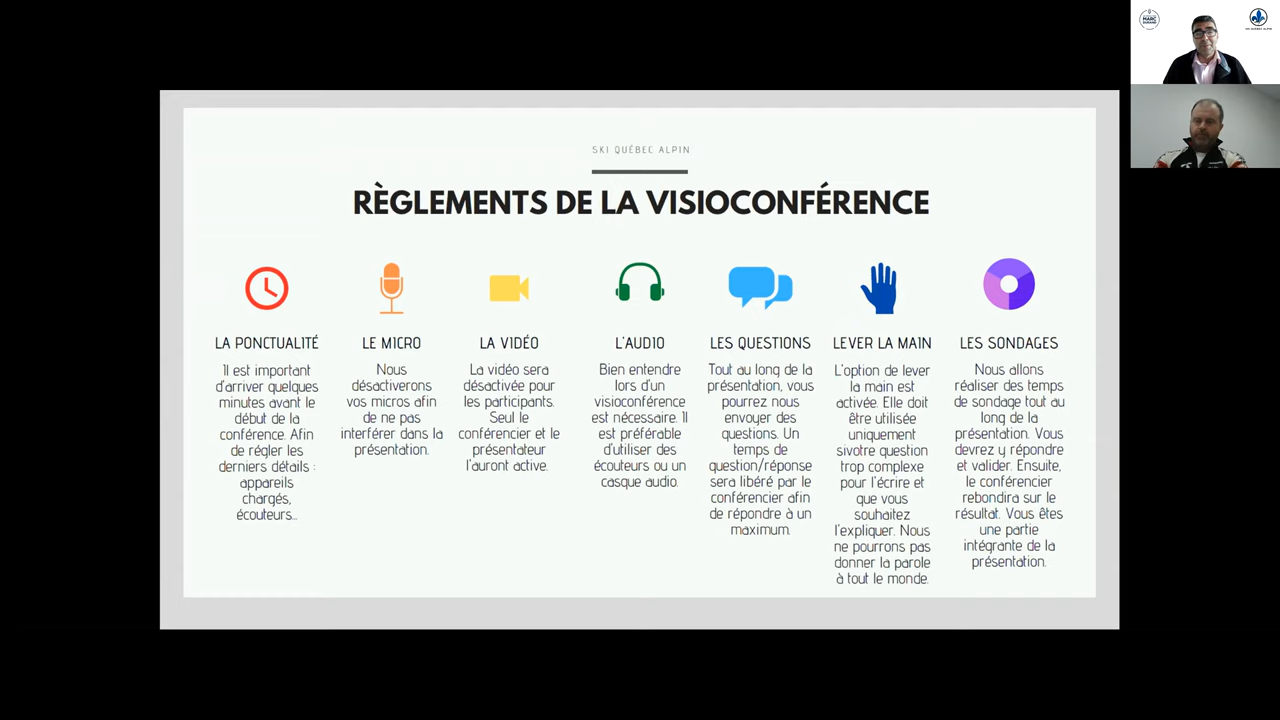 SKI QUÉBEC ALPIN
RÈGLEMENTS DE LA VISIOCONFÉRENCE
LA PONCTUALITÉ
Il est important
d'arriver quelques
minutes avant le
début de la
conférence. Afin
de régler les
derniers détails :
appareils
chargés,
écouteurs...
LE MICRO
Nous
désactiverons
vos micros afin
de ne pas
interférer dans la
présentation.
LA VIDÉO
La vidéo sera
désactivée pour
les participants.
Seul le
conférencier et le
présentateur
l'auront active.
L'AUDIO
Bien entendre
lors d'un
visioconférence
est nécessaire. Il
est préférable
d'utiliser des
écouteurs ou un
casque audio.
LES QUESTIONS
Tout au long de la
présentation, vous
pourrez nous
envoyer des
questions. Un
temps de
question/réponse
sera libéré par le
conférencier afin
de répondre à un
maximum.
LEVER LA MAIN
L'option de lever
la main est
activée. Elle doit
être utilisée
uniquement
sivotre question
trop complexe
pour l'écrire et
que vous
souhaitez
l'expliquer. Nous
ne pourrons pas
donner la parole
à tout le monde.
LES SONDAGES
Nous allons
réaliser des temps
de sondage tout au
long de la
présentation. Vous
devrez y répondre
et valider. Ensuite,
le conférencier
rebondira sur le
résultat. Vous êtes
une partie
intégrante de la
présentation.
MARC
SKI QUÉBEC ALPIN